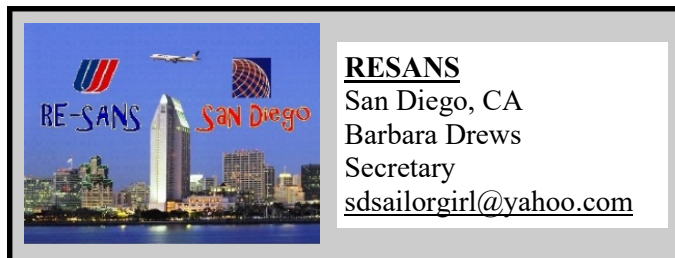 RE-SANS
San Diego
RESANS
San Diego, CA
Barbara Drews
Secretary
sdsailorgirl@yahoo.com